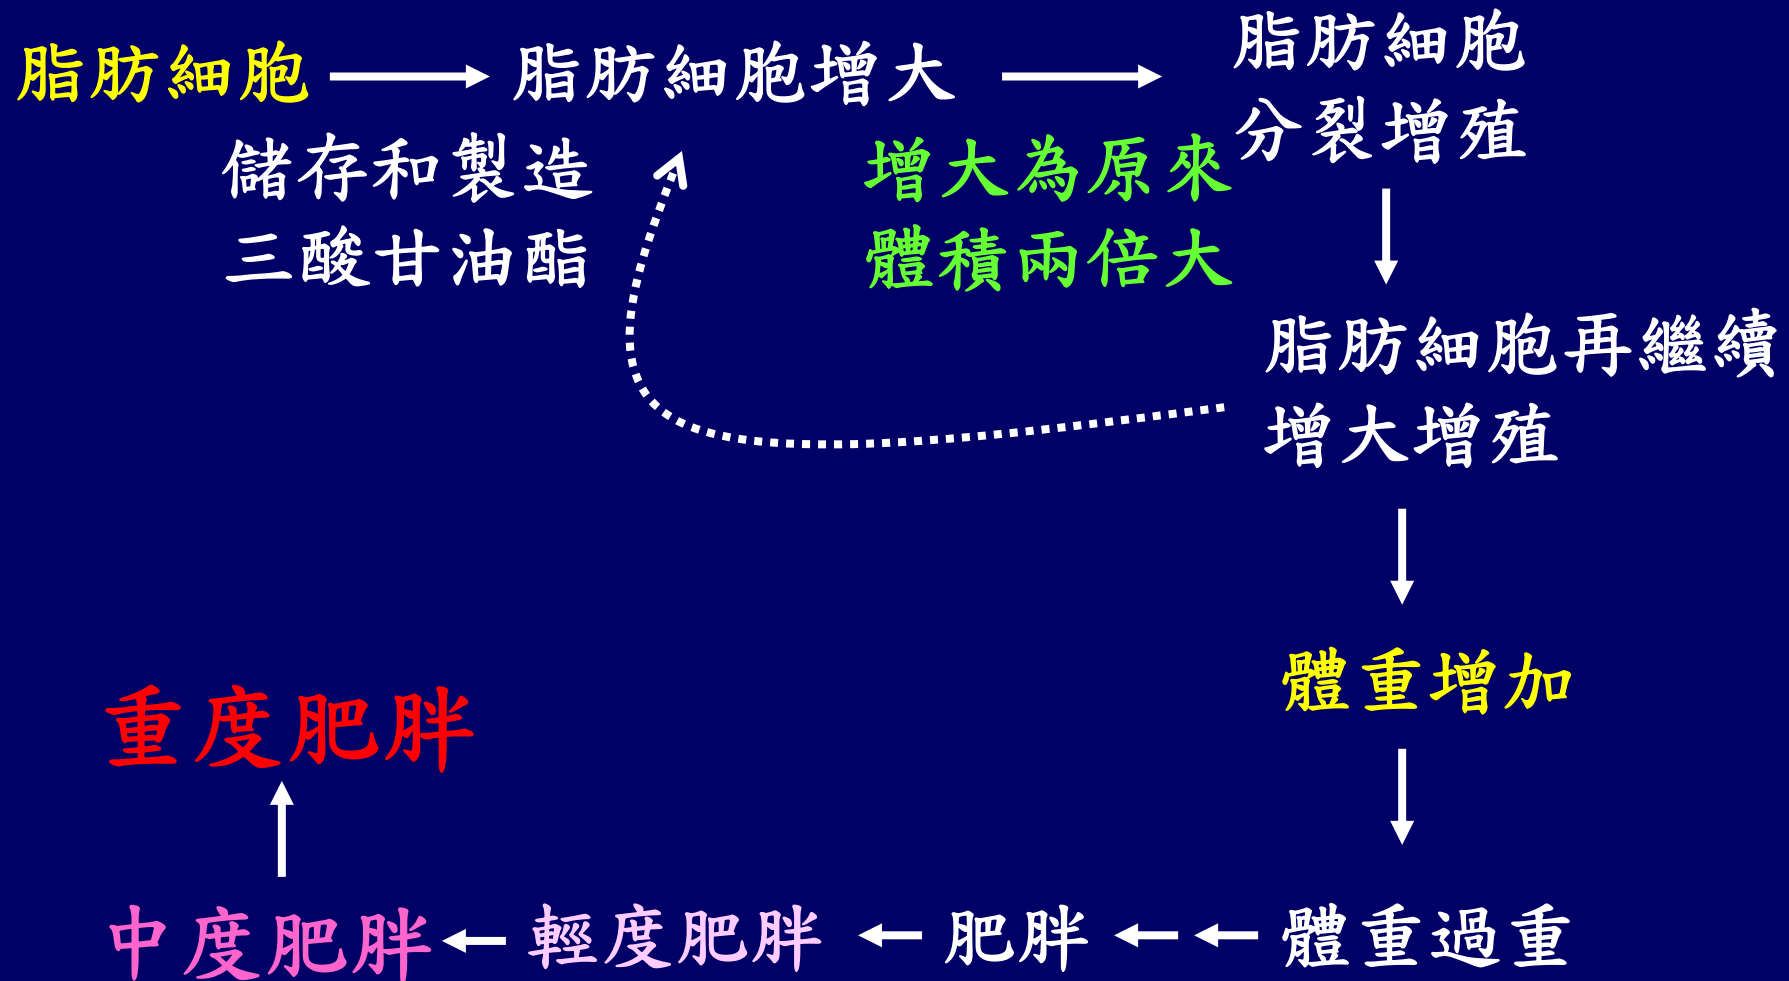 脂肪細胞
儲存和製造
三酸甘油酯
脂肪細胞增大
增大為原來
體積兩倍大
脂肪細胞
分裂增殖
脂肪細胞再繼續
增大增殖
體重增加
體重過重
肥胖
輕度肥胖
中度肥胖
重度肥胖